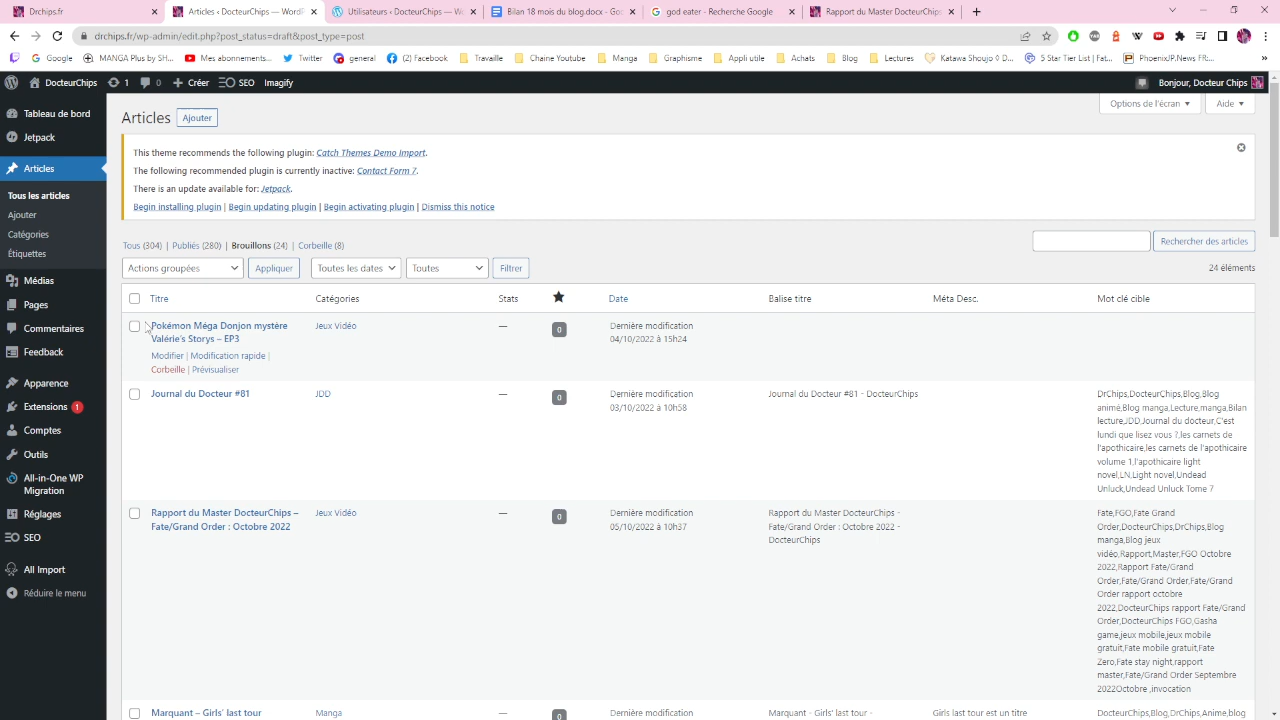 Drchips.fr
Articles ‹ DocteurChips — WordPr
Utilisateurs ‹ DocteurChips — Wo
Bilan 18 mois du blog.docx - Goo
god eater - Recherche Google
Rapport du Master DocteurChips
drchips.fr/wp-admin/edit.php?post_status=draft&post_type=post
Google
MANGA Plus by SH...
Mes abonnements...
Twitter
general
(2) Facebook
Travaille
Chaine Youtube
Manga
Graphisme
Appli utile
Achats
Blog
Lectures
Katawa Shoujo ◊ D...
5 Star Tier List | Fat...
PhoenixJP.News FR...
DocteurChips
1
0
Créer
SEO
Imagify
Bonjour, Docteur Chips
Tableau de bord
Jetpack
Articles
Tous les articles
Ajouter
Catégories
Étiquettes
Médias
Pages
Commentaires
Feedback
Apparence
Extensions 1
Comptes
Outils
All-in-One WP
Migration
Réglages
SEO
All Import
Réduire le menu
Articles
Ajouter
Options de l'écran
Aide
This theme recommends the following plugin: Catch Themes Demo Import.
The following recommended plugin is currently inactive: Contact Form 7.
There is an update available for: Jetpack.
Begin installing plugin | Begin updating plugin | Begin activating plugin | Dismiss this notice
Tous (304) | Publiés (280) | Brouillons (24) | Corbeille (8)
Rechercher des articles
Actions groupées
Appliquer
Toutes les dates
Toutes
Filtrer
24 éléments
Titre
Catégories
Stats
Date
Balise titre
Méta Desc.
Mot clé cible
Pokémon Méga Donjon mystère
Valérie's Storys – EP3
Modifier | Modification rapide |
Corbeille | Prévisualiser
Jeux Vidéo
—
0
Dernière modification
04/10/2022 à 15h24
Journal du Docteur #81
JDD
—
0
Dernière modification
03/10/2022 à 10h58
Journal du Docteur #81 - DocteurChips
DrChips,DocteurChips,Blog,Blog
animé,Blog manga,Lecture,manga,Bilan
lecture,JDD,Journal du docteur,C'est
lundi que lisez vous ?,les carnets de
l'apothicaire,les carnets de l'apothicaire
volume 1,l'apothicaire light
novel,LN,Light novel,Undead
Unluck,Undead Unluck Tome 7
Rapport du Master DocteurChips –
Fate/Grand Order : Octobre 2022
Jeux Vidéo
—
0
Dernière modification
05/10/2022 à 10h37
Rapport du Master DocteurChips -
Fate/Grand Order : Octobre 2022 -
DocteurChips
Fate,FGO,Fate Grand
Order,DocteurChips,DrChips,Blog
manga,Blog jeux
vidéo,Rapport,Master,FGO Octobre
2022,Rapport Fate/Grand
Order,Fate/Grand Order,Fate/Grand
Order rapport octobre
2022,DocteurChips rapport Fate/Grand
Order,DocteurChips FGO,Gasha
game,jeux mobile,jeux mobile
gratuit,Fate mobile gratuit,Fate
Zero,Fate stay night,rapport
master,Fate/Grand Order Septembre
2022Octobre ,invocation
Marquant – Girls' last tour
Manga
—
0
Dernière modification
Marquant - Girls' last tour -
Girls last tour est un titre
DocteurChips,Blog,DrChips,Anime,blog